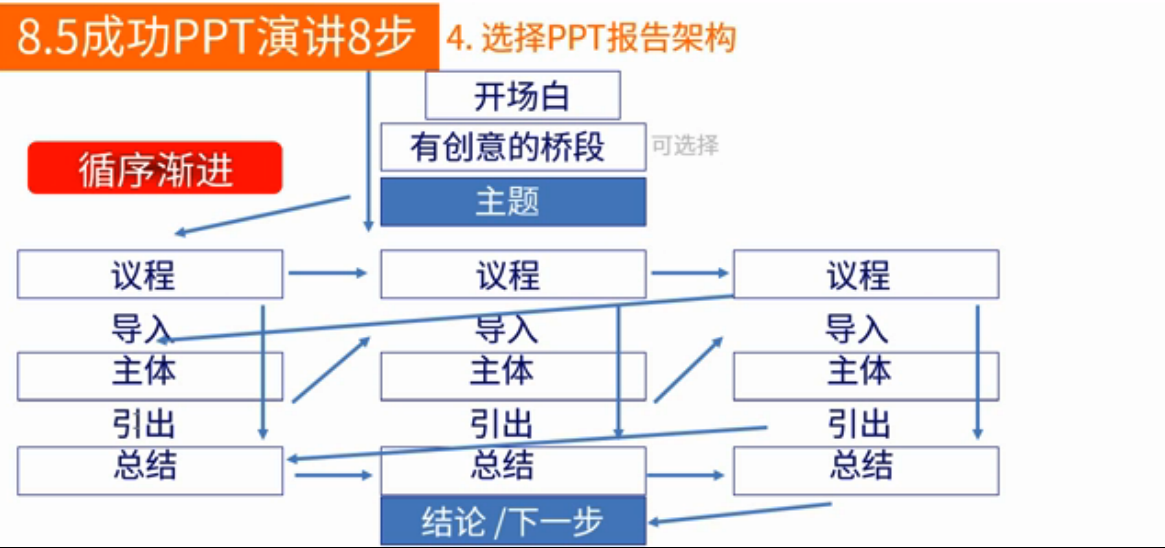 8.5成功PPT演讲8步 4. 选择PPT报告架构
开场白
有创意的桥段 可选择
循序渐进
主题
议程 议程 议程
导入 导入 导入
主体 主体 主体
引出 引出 引出
总结 总结 总结
结论 /下一步